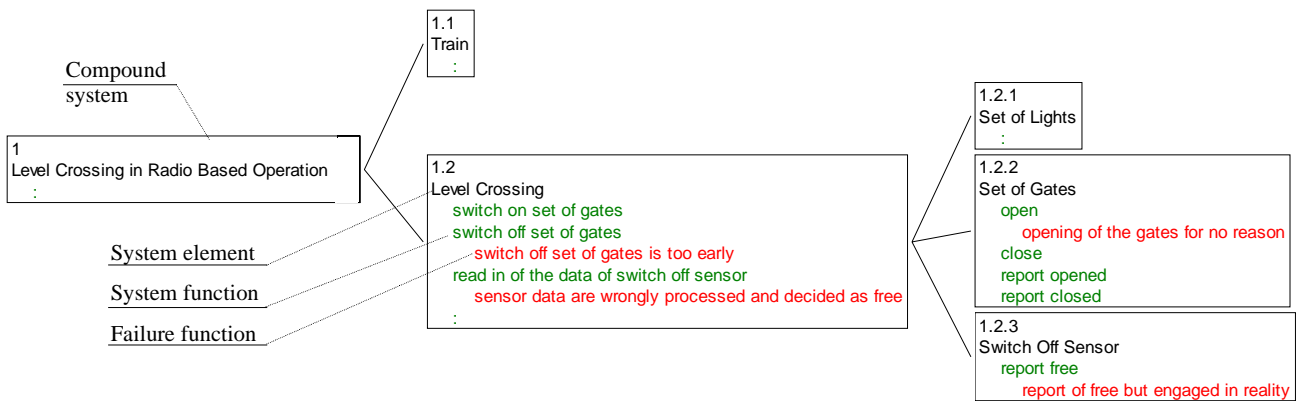 Compound
system
1
Level Crossing in Radio Based Operation
:
System element
System function
Failure function
1.1
Train
:
1.2
Level Crossing
switch on set of gates
switch off set of gates
switch off set of gates is too early
read in of the data of switch off sensor
sensor data are wrongly processed and decided as free
:
1.2.1
Set of Lights
:
1.2.2
Set of Gates
open
opening of the gates for no reason
close
report opened
report closed
1.2.3
Switch Off Sensor
report free
report of free but engaged in reality